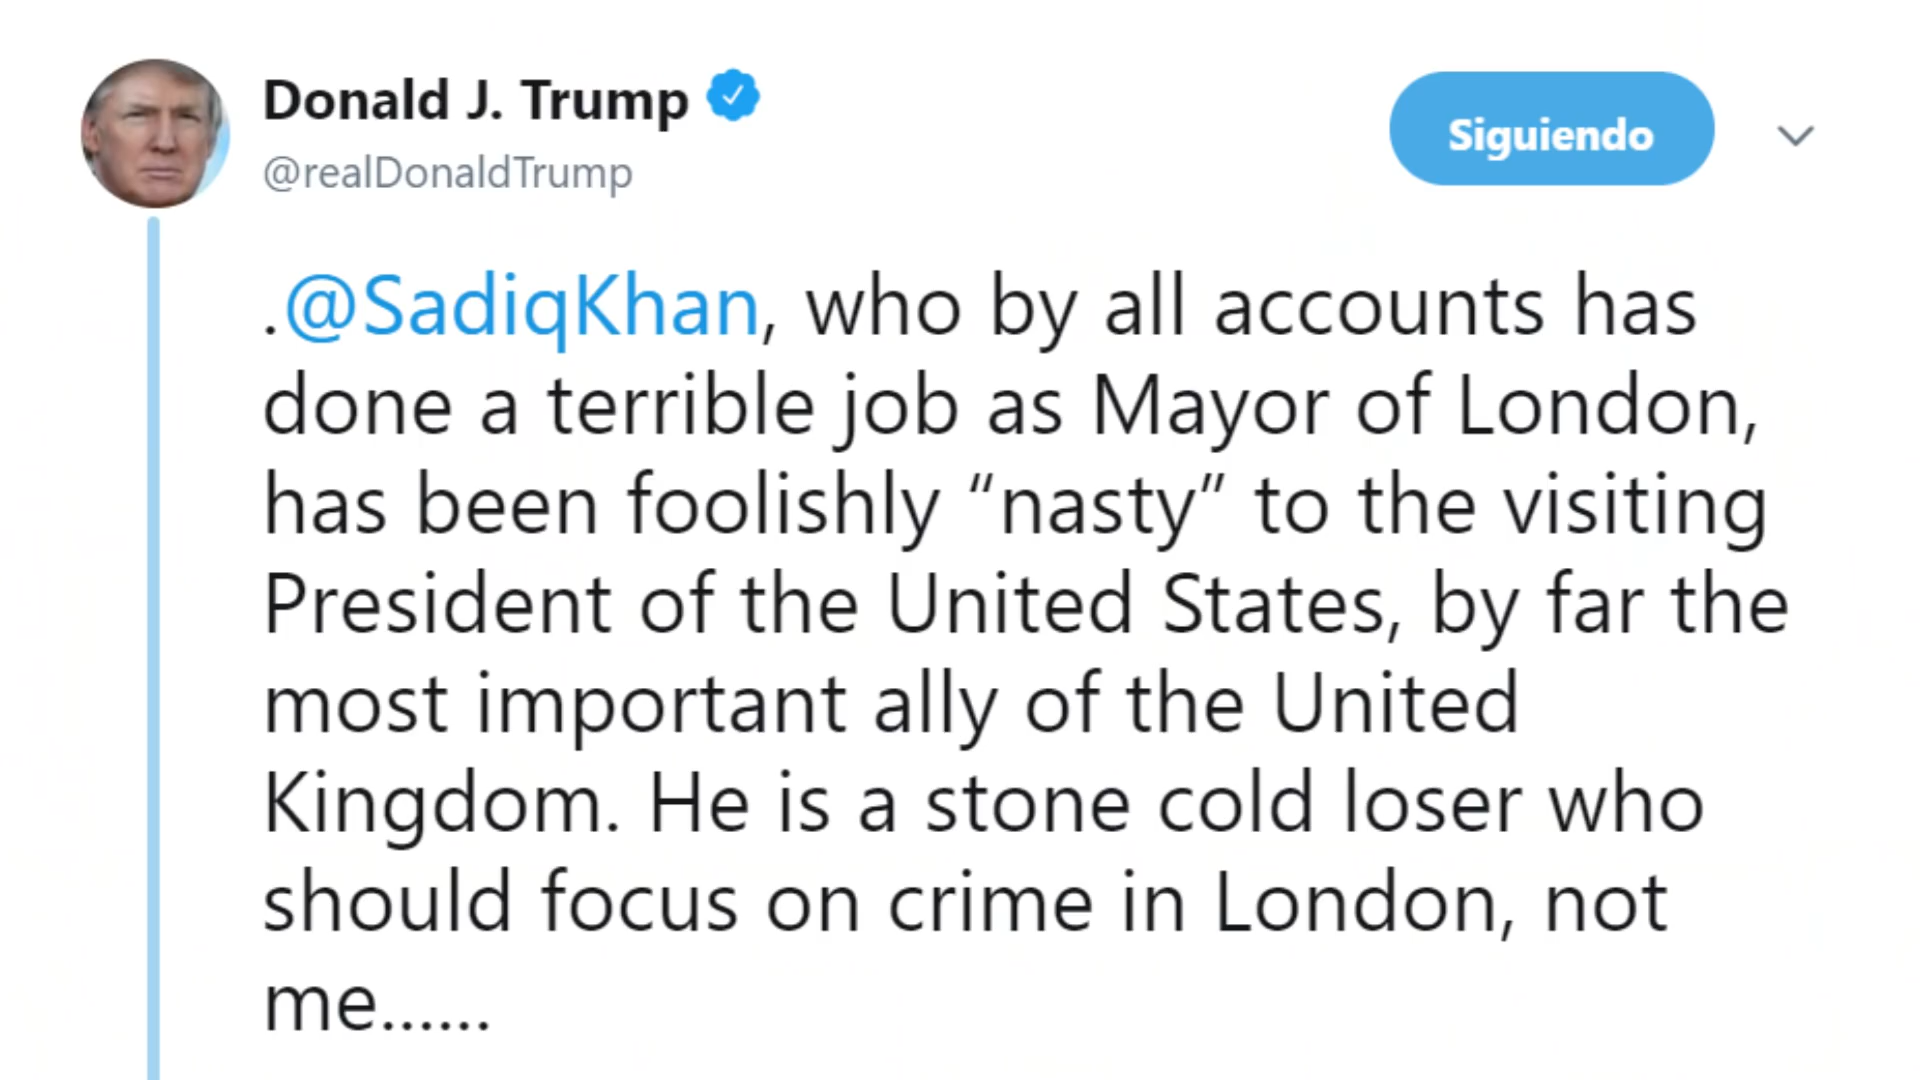 Donald J. Trump
@realDonaldTrump
Siguiendo
.@SadiqKhan, who by all accounts has
done a terrible job as Mayor of London,
has been foolishly “nasty” to the visiting
President of the United States, by far the
most important ally of the United
Kingdom. He is a stone cold loser who
should focus on crime in London, not
me......